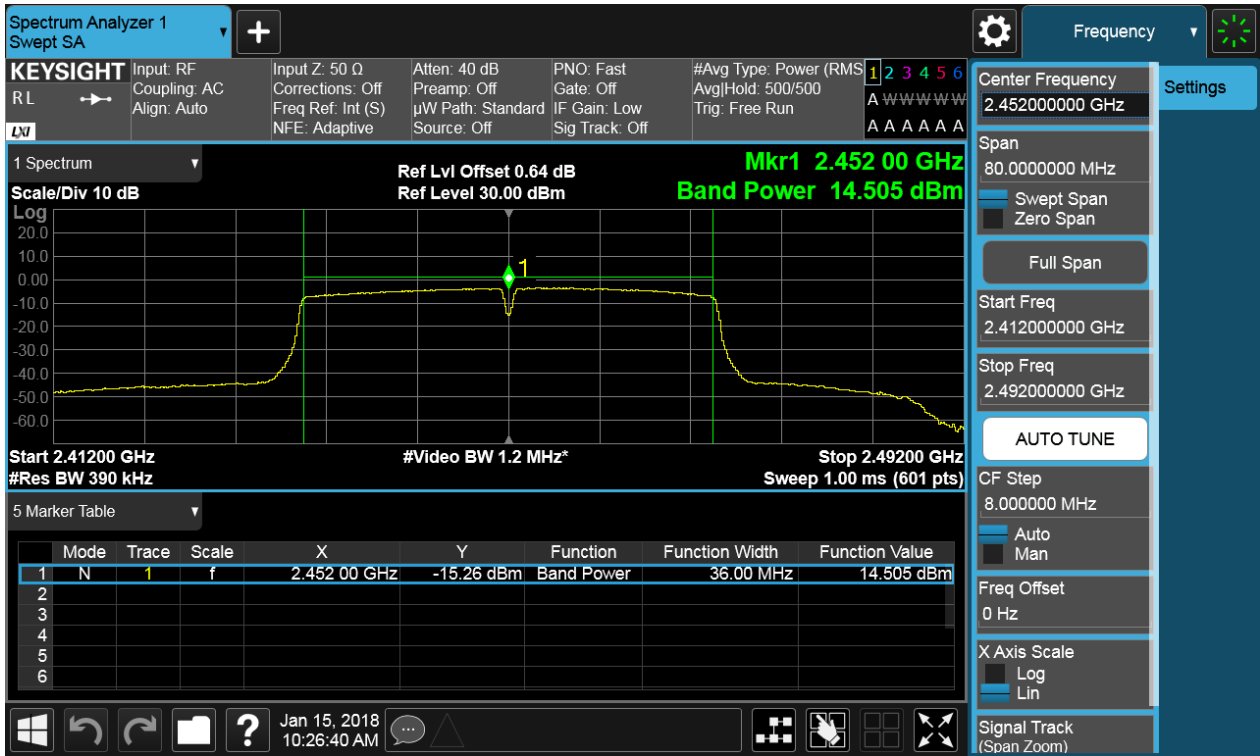 Spectrum Analyzer 1
Swept SA
Frequency
KEYSIGHT
R L
LXI
Input: RF
Coupling: AC
Align: Auto
Input Z: 50 Ω
Corrections: Off
Freq Ref: Int (S)
NFE: Adaptive
Atten: 40 dB
Preamp: Off
µW Path: Standard
Source: Off
PNO: Fast
Gate: Off
IF Gain: Low
Sig Track: Off
#Avg Type: Power (RMS
Avg|Hold: 500/500
Trig: Free Run
1 2 3 4 5 6
A W W W W W
A A A A A A
1 Spectrum
Scale/Div 10 dB
Ref Lvl Offset 0.64 dB
Ref Level 30.00 dBm
Mkr1 2.452 00 GHz
Band Power 14.505 dBm
Log
20.0
10.0
0.00
-10.0
-20.0
-30.0
-40.0
-50.0
-60.0
1
Start 2.41200 GHz
#Res BW 390 kHz
#Video BW 1.2 MHz*
Stop 2.49200 GHz
Sweep 1.00 ms (601 pts)
5 Marker Table
Mode Trace Scale X Y Function Function Width Function Value
1 N 1 f 2.452 00 GHz -15.26 dBm Band Power 36.00 MHz 14.505 dBm
2
3
4
5
6
?
Jan 15, 2018
10:26:40 AM
Center Frequency
2.452000000 GHz
Settings
Span
80.0000000 MHz
Swept Span
Zero Span
Full Span
Start Freq
2.412000000 GHz
Stop Freq
2.492000000 GHz
AUTO TUNE
CF Step
8.000000 MHz
Auto
Man
Freq Offset
0 Hz
X Axis Scale
Log
Lin
Signal Track
(Span Zoom)